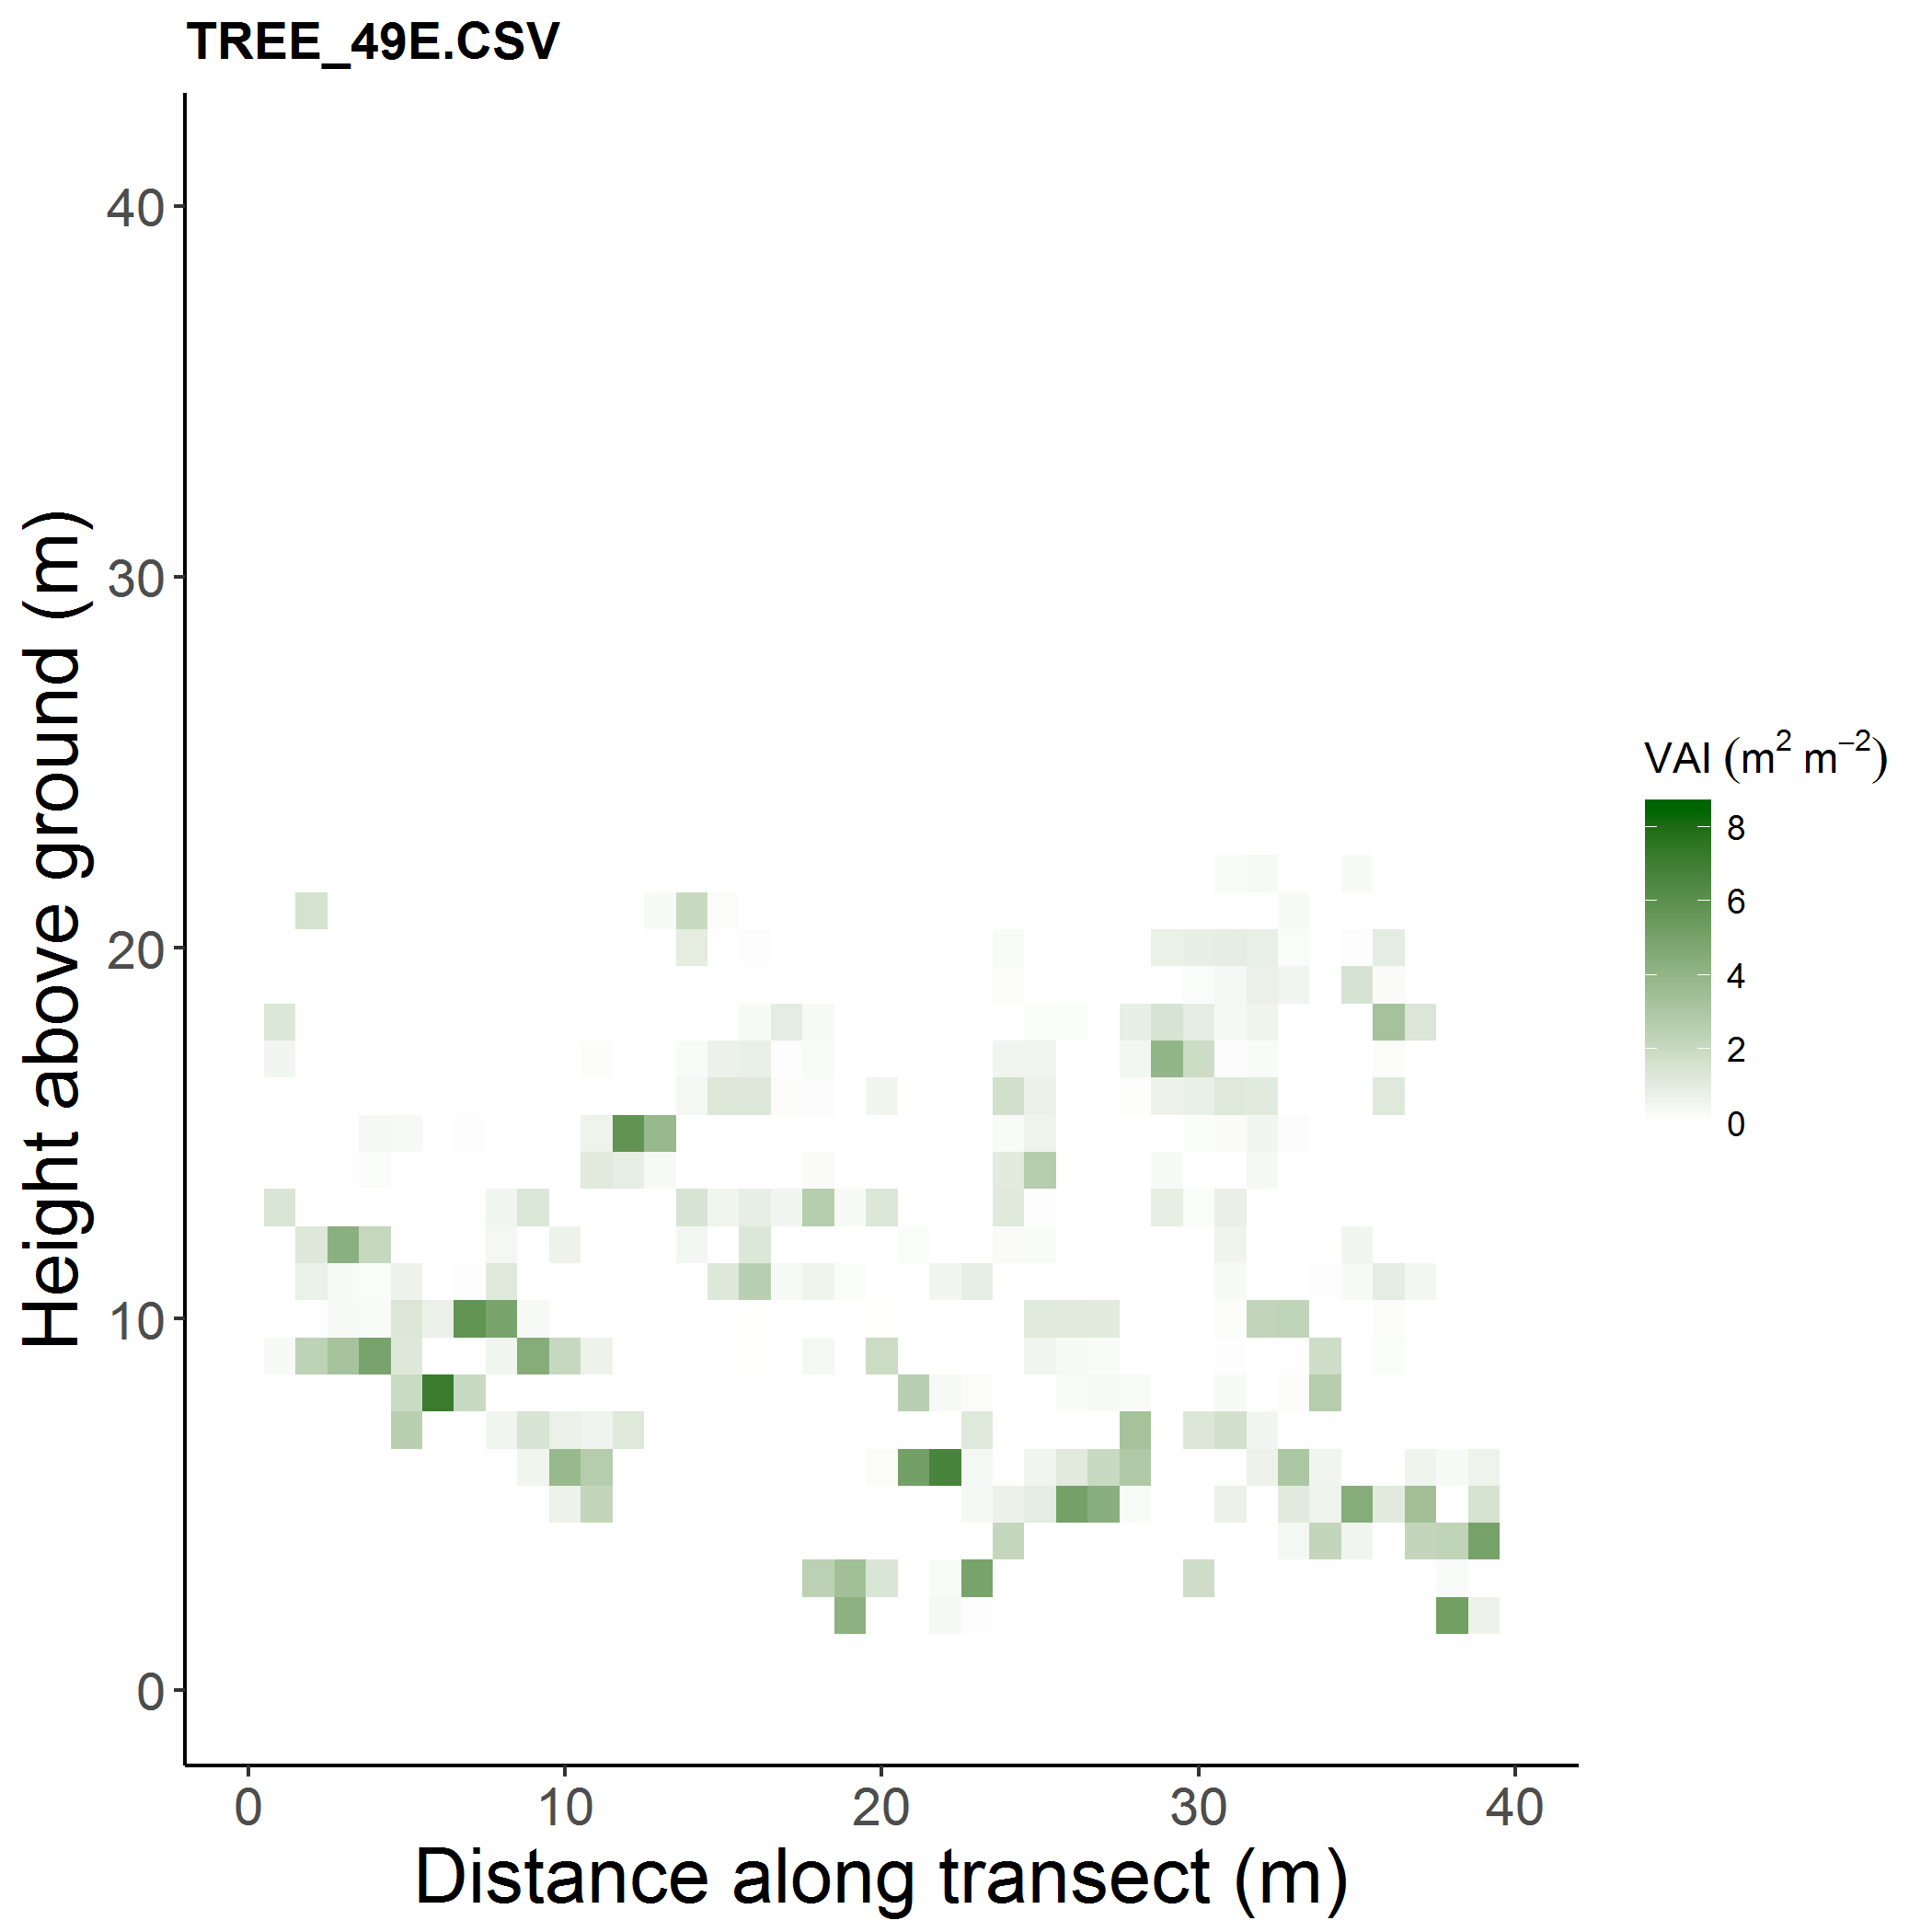 TREE_49E.CSV
Height above ground (m)
40
30
20
10
0
0 10 20 30 40
Distance along transect (m)
VAI (m² m⁻²)
8
6
4
2
0